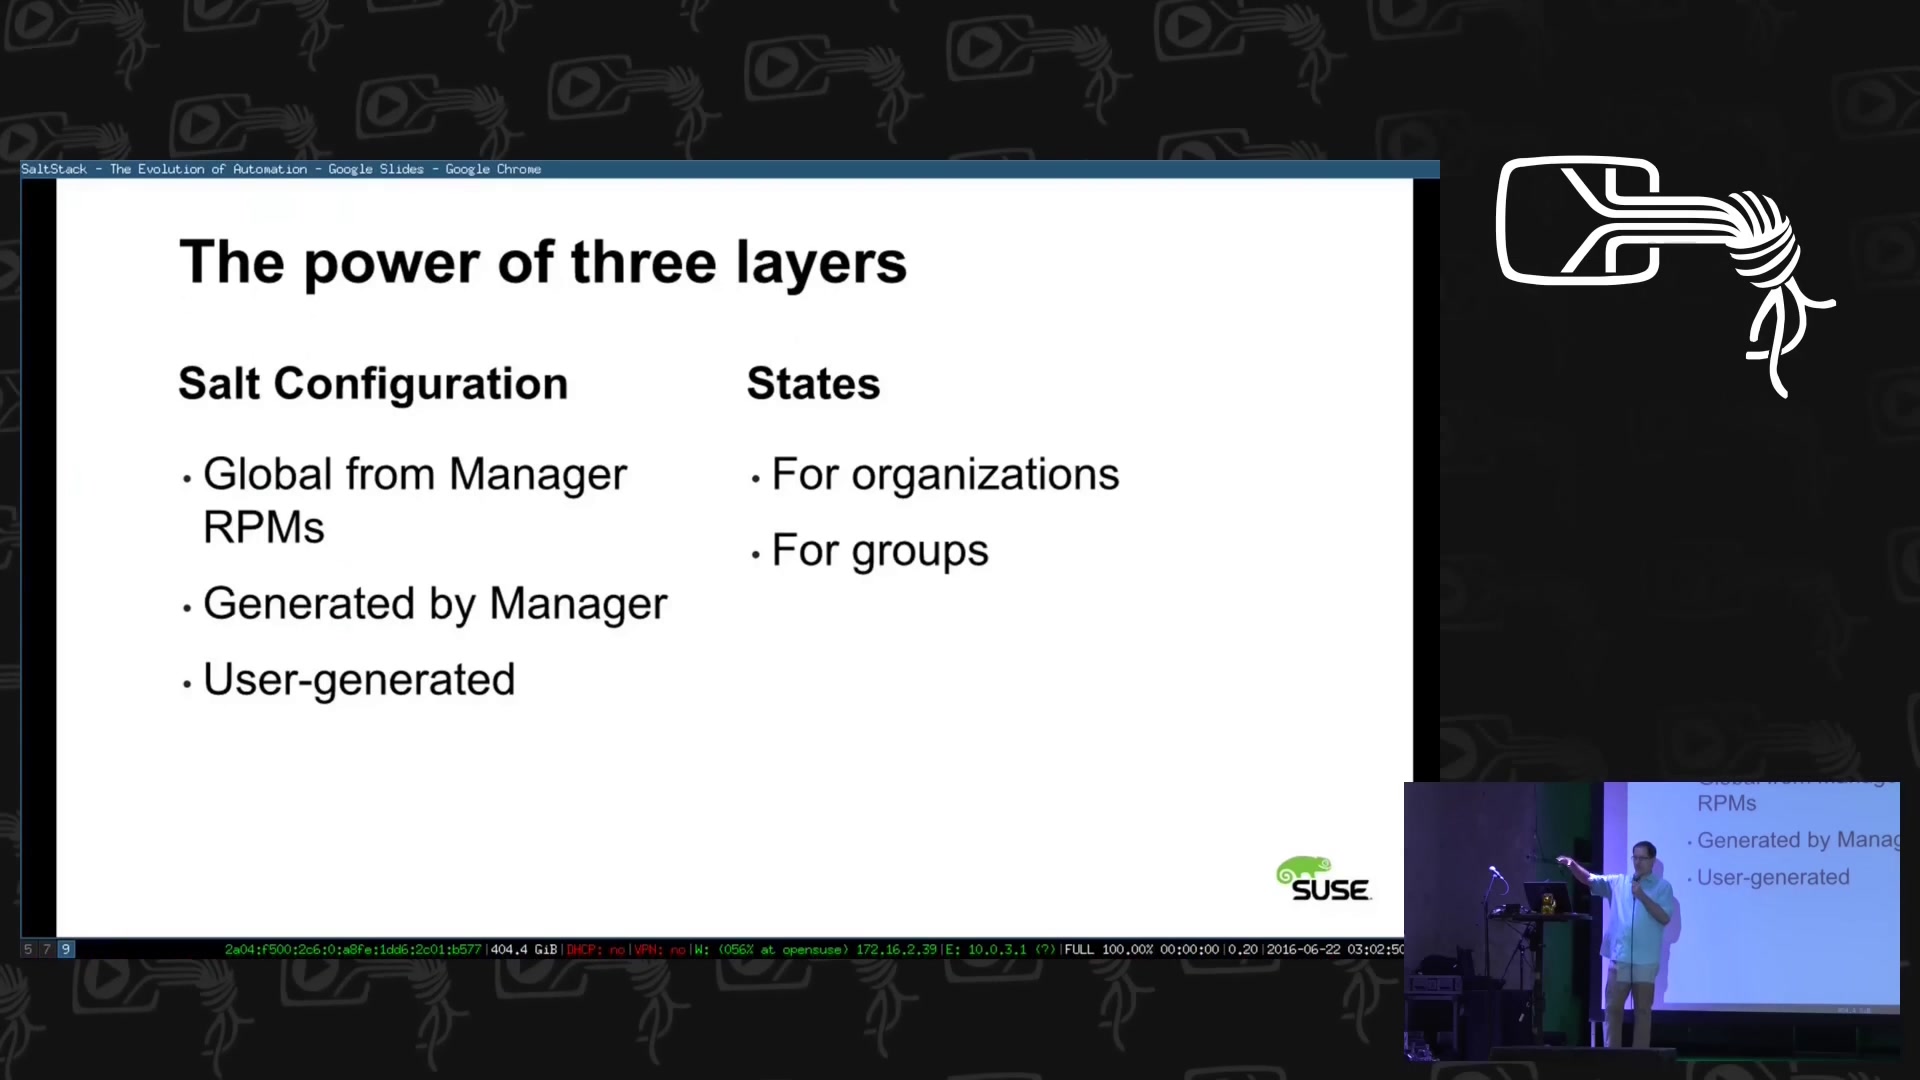 SaltStack - The Evolution of Automation - Google Slides - Google Chrome
The power of three layers
Salt Configuration
• Global from Manager
RPMs
• Generated by Manager
• User-generated
States
• For organizations
• For groups
SUSE
5 7 9
2a04:f500:2c6:0:a8fe:1dd6:2c01:b577|404.4 GiB|DHCP: no|VPN: no|W: (056% at opensuse) 172.16.2.39|E: 10.0.3.1 (?)|FULL 100.00% 00:00:00|0.20|2016-06-22 03:02:50
RPMs
• Generated by Manag
• User-generated